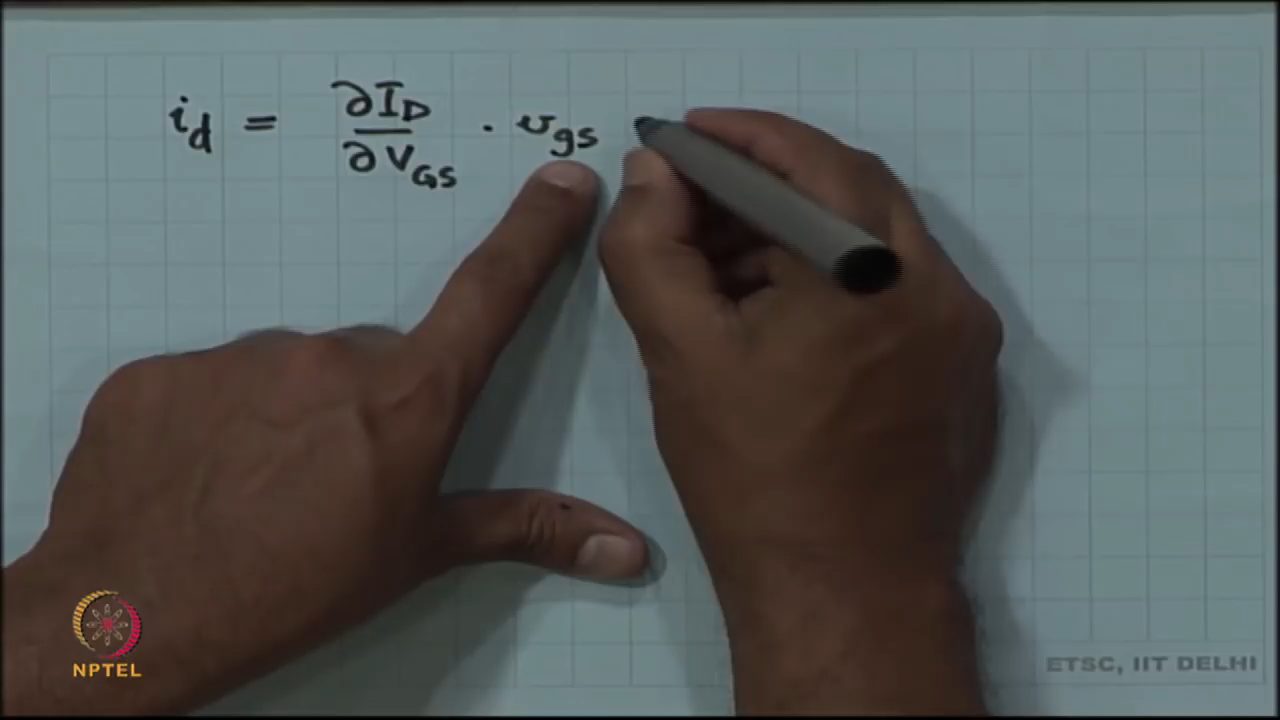 i_d = ∂I_D / ∂V_GS · v_gs
NPTEL
ETSC, IIT DELHI